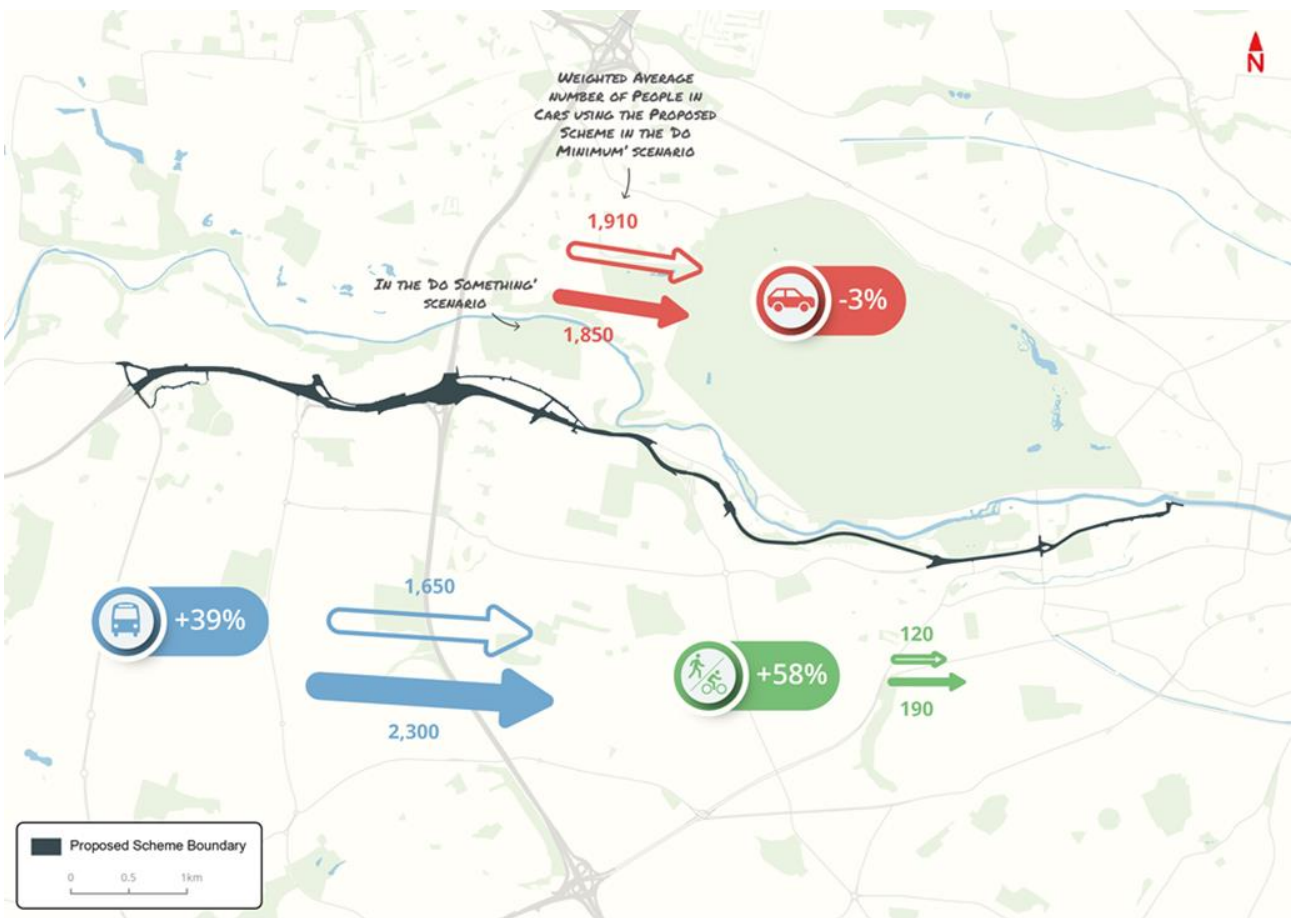 N
WEIGHTED AVERAGE
NUMBER OF PEOPLE IN
CARS USING THE PROPOSED
SCHEME IN THE 'DO
MINIMUM' SCENARIO
1,910
IN THE 'DO SOMETHING'
SCENARIO
-3%
1,850
1,650
+39%
2,300
120
+58%
190
Proposed Scheme Boundary
0 0.5 1km